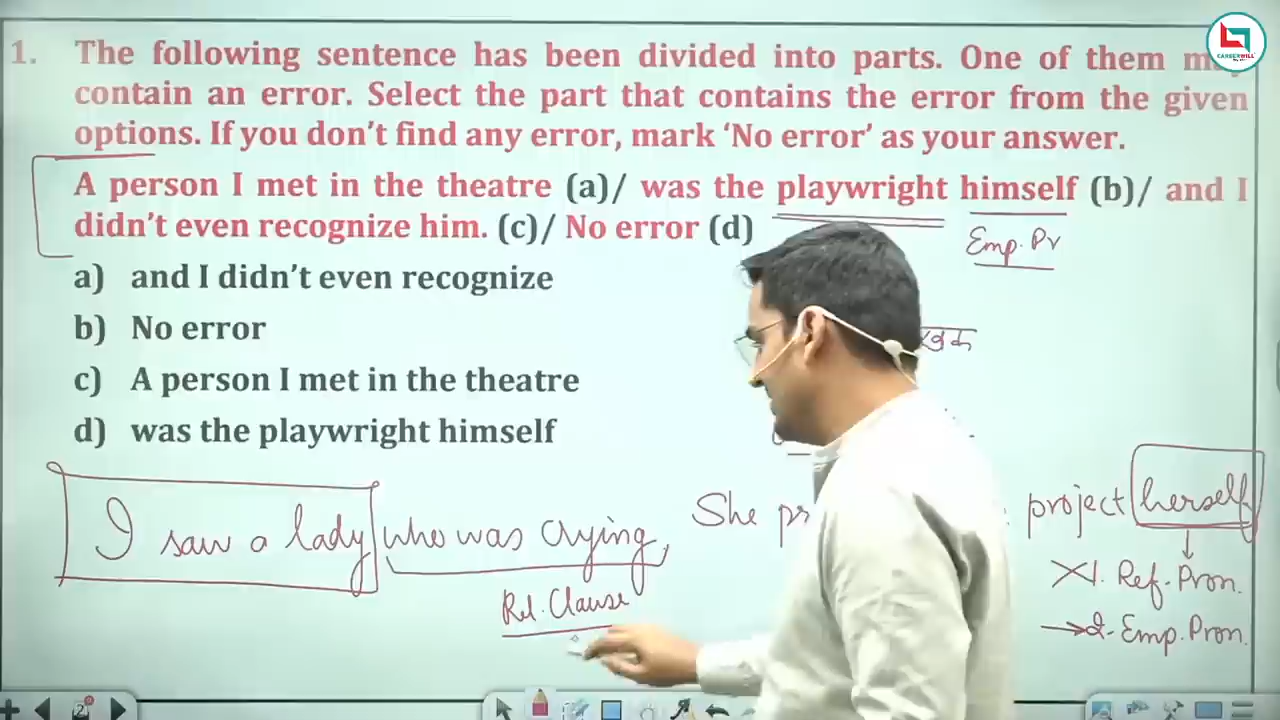 1. The following sentence has been divided into parts. One of them
contain an error. Select the part that contains the error from the given
options. If you don't find any error, mark 'No error' as your answer.
A person I met in the theatre (a)/ was the playwright himself (b)/ and I
didn't even recognize him. (c)/ No error (d)
Emp. Pr
a) and I didn't even recognize
b) No error
c) A person I met in the theatre
d) was the playwright himself
I saw a lady who was crying,
Rel. Clause
She project herself
1. Ref. Pron.
2. Emp. Pron.
CAREERWILL